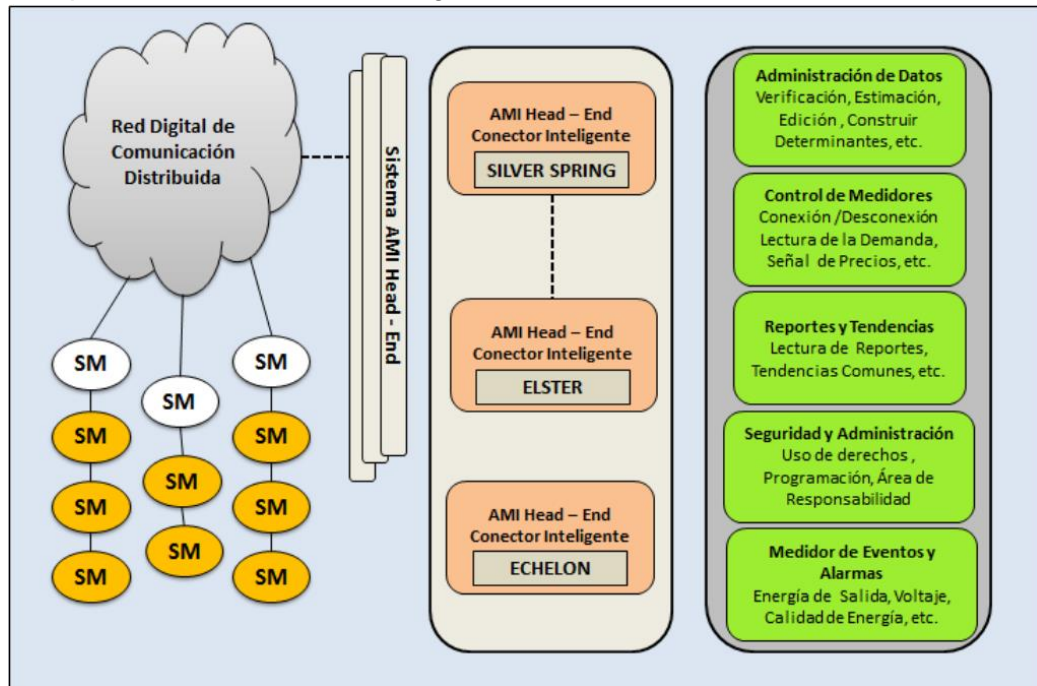 Red Digital de
Comunicación
Distribuida
SM
SM
SM
SM
SM
SM
SM
SM
SM
SM
SM
Sistema AMI Head - End
AMI Head – End
Conector Inteligente
SILVER SPRING
AMI Head – End
Conector Inteligente
ELSTER
AMI Head – End
Conector Inteligente
ECHELON
Administración de Datos
Verificación, Estimación,
Edición , Construir
Determinantes, etc.
Control de Medidores
Conexión /Desconexión
Lectura de la Demanda,
Señal de Precios, etc.
Reportes y Tendencias
Lectura de Reportes,
Tendencias Comunes, etc.
Seguridad y Administración
Uso de derechos ,
Programación, Área de
Responsabilidad
Medidor de Eventos y
Alarmas
Energía de Salida, Voltaje,
Calidad de Energía, etc.